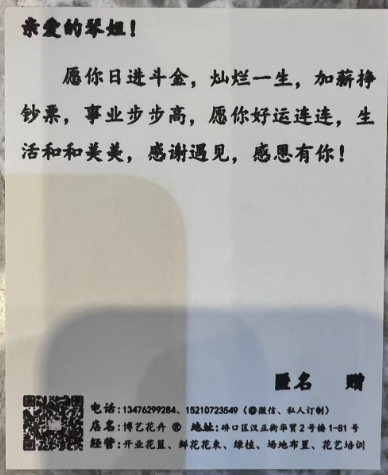 亲爱的琴姐！
愿你日进斗金，灿烂一生，加薪挣
钞票，事业步步高，愿你好运连连，生
活和和美美，感谢遇见，感恩有你！
匿名 赠
电话：13476299284、15210723549（@微信、私人订制）
店名：博艺花卉 ® 地址：硚口区汉正街华贸2号楼1-81号
经营：开业花篮、鲜花花束、绿植、场地布置、花艺培训